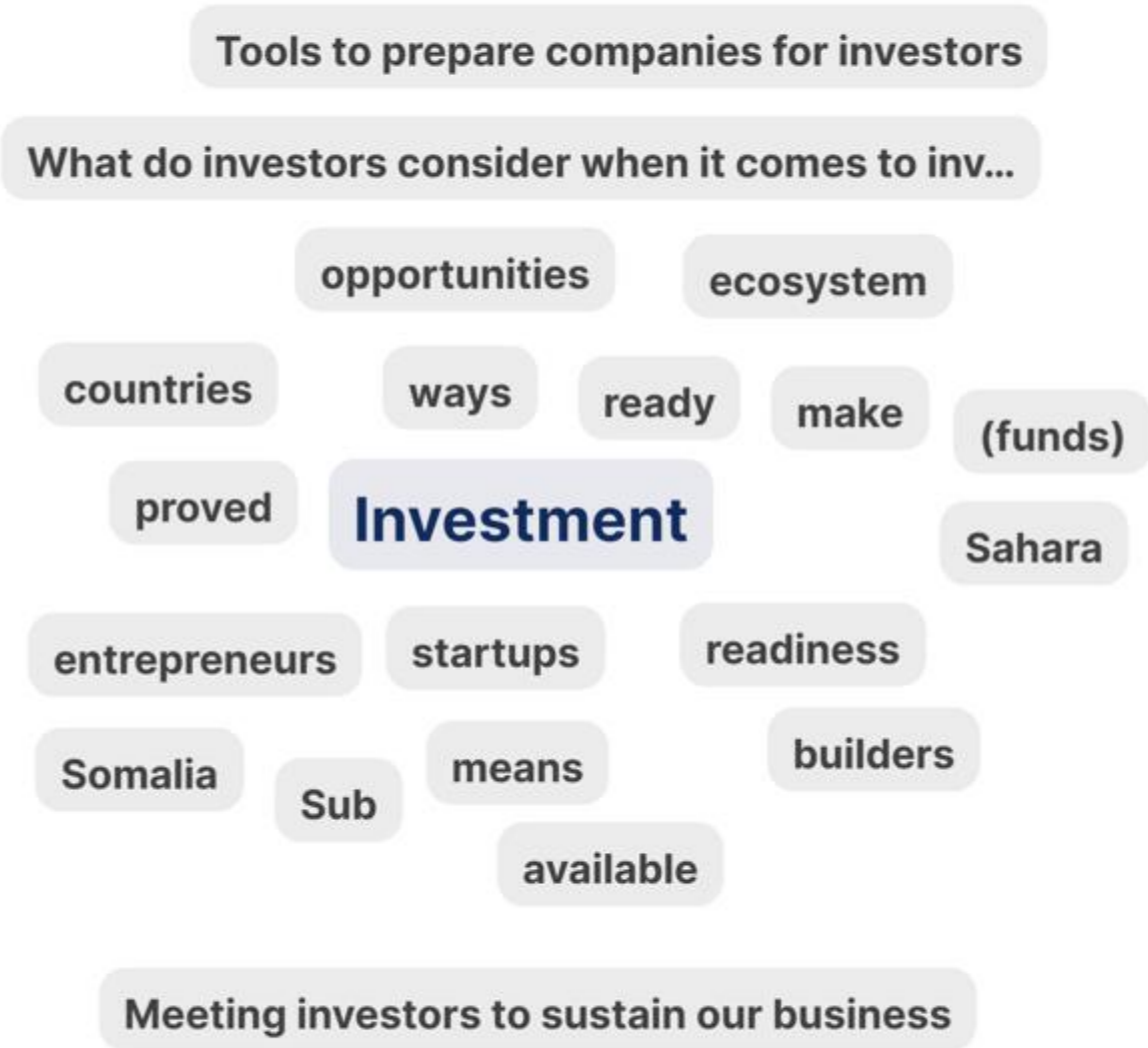 Tools to prepare companies for investors
What do investors consider when it comes to inv...
opportunities ecosystem
countries ways ready make (funds)
proved Investment Sahara
entrepreneurs startups readiness
Somalia Sub means builders
available
Meeting investors to sustain our business